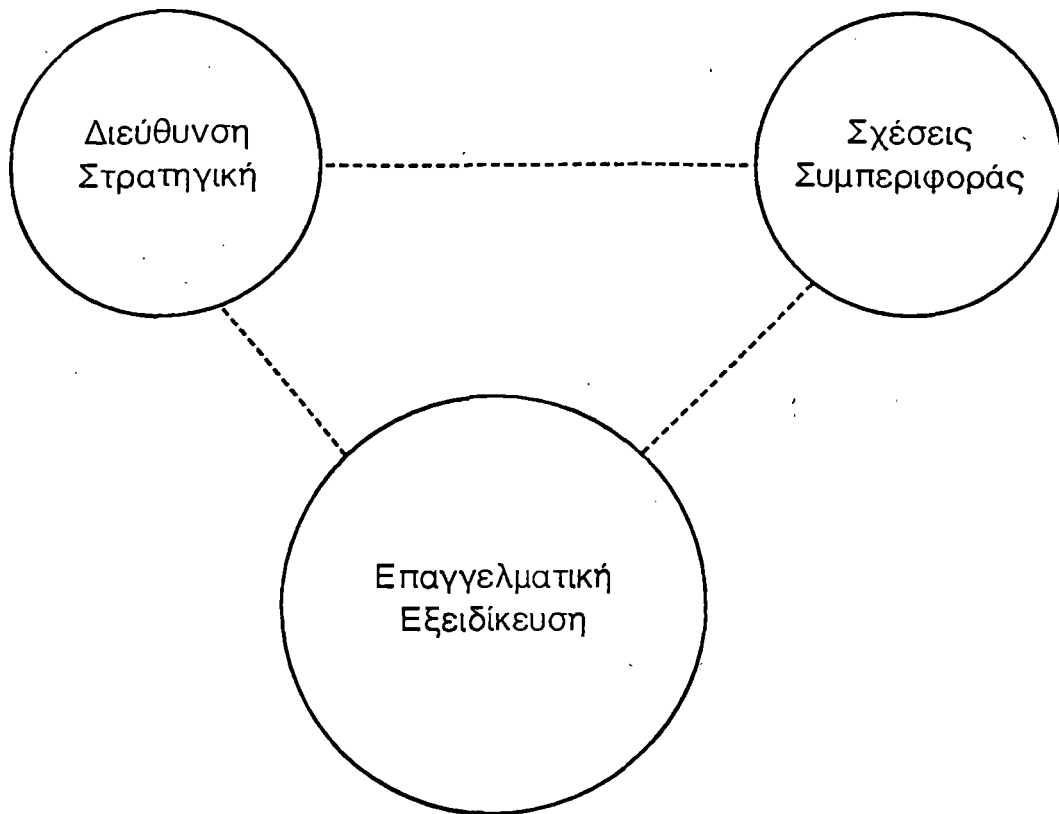 Διεύθυνση
Στρατηγική
Σχέσεις
Συμπεριφοράς
Επαγγελματική
Εξειδίκευση